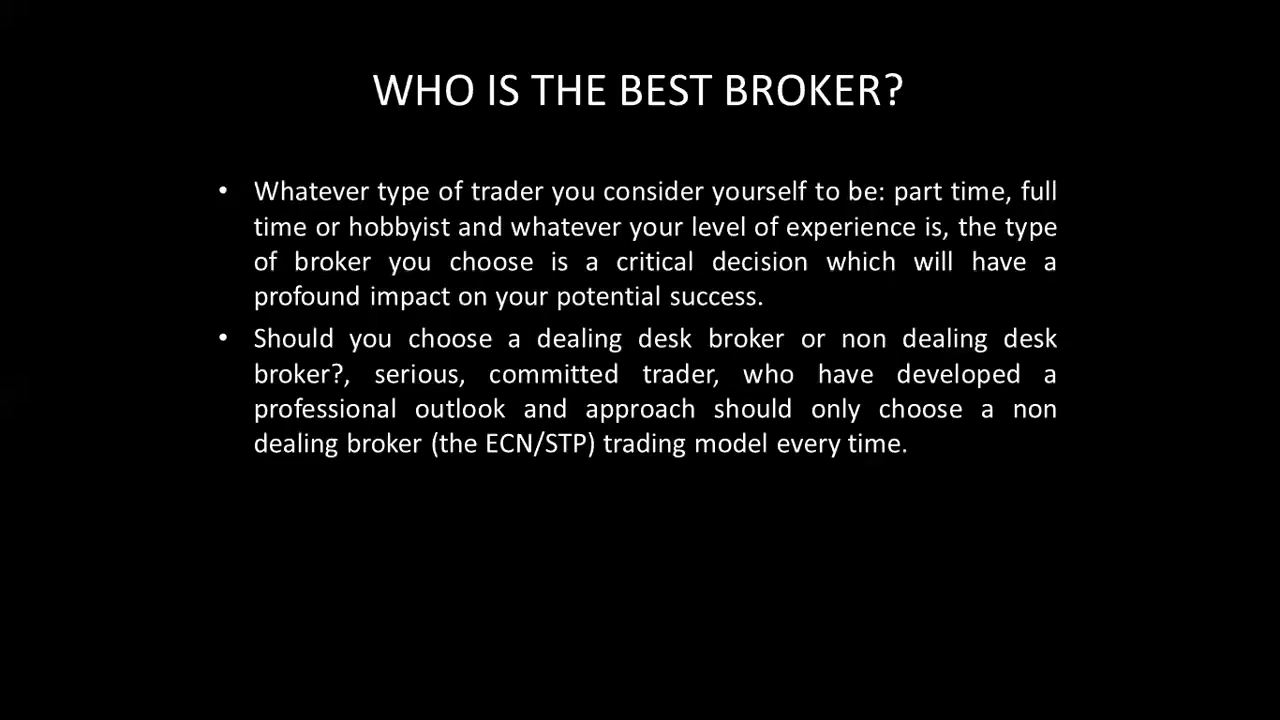 WHO IS THE BEST BROKER?
• Whatever type of trader you consider yourself to be: part time, full
time or hobbyist and whatever your level of experience is, the type
of broker you choose is a critical decision which will have a
profound impact on your potential success.
• Should you choose a dealing desk broker or non dealing desk
broker?, serious, committed trader, who have developed a
professional outlook and approach should only choose a non
dealing broker (the ECN/STP) trading model every time.